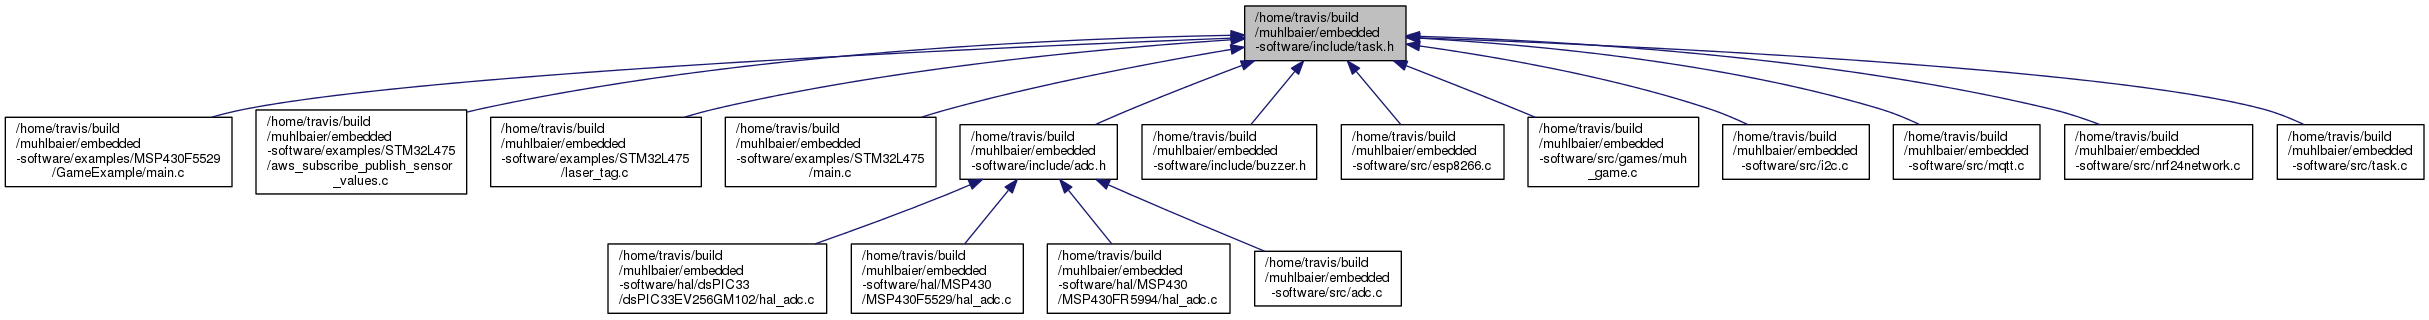 /home/travis/build
/muhlbaier/embedded
-software/include/task.h
/home/travis/build
/muhlbaier/embedded
-software/examples/MSP430F5529
/GameExample/main.c
/home/travis/build
/muhlbaier/embedded
-software/examples/STM32L475
/aws_subscribe_publish_sensor
_values.c
/home/travis/build
/muhlbaier/embedded
-software/examples/STM32L475
/laser_tag.c
/home/travis/build
/muhlbaier/embedded
-software/examples/STM32L475
/main.c
/home/travis/build
/muhlbaier/embedded
-software/include/adc.h
/home/travis/build
/muhlbaier/embedded
-software/include/buzzer.h
/home/travis/build
/muhlbaier/embedded
-software/src/esp8266.c
/home/travis/build
/muhlbaier/embedded
-software/src/games/muh
_game.c
/home/travis/build
/muhlbaier/embedded
-software/src/i2c.c
/home/travis/build
/muhlbaier/embedded
-software/src/mqtt.c
/home/travis/build
/muhlbaier/embedded
-software/src/nrf24network.c
/home/travis/build
/muhlbaier/embedded
-software/src/task.c
/home/travis/build
/muhlbaier/embedded
-software/hal/dsPIC33
/dsPIC33EV256GM102/hal_adc.c
/home/travis/build
/muhlbaier/embedded
-software/hal/MSP430
/MSP430F5529/hal_adc.c
/home/travis/build
/muhlbaier/embedded
-software/hal/MSP430
/MSP430FR5994/hal_adc.c
/home/travis/build
/muhlbaier/embedded
-software/src/adc.c